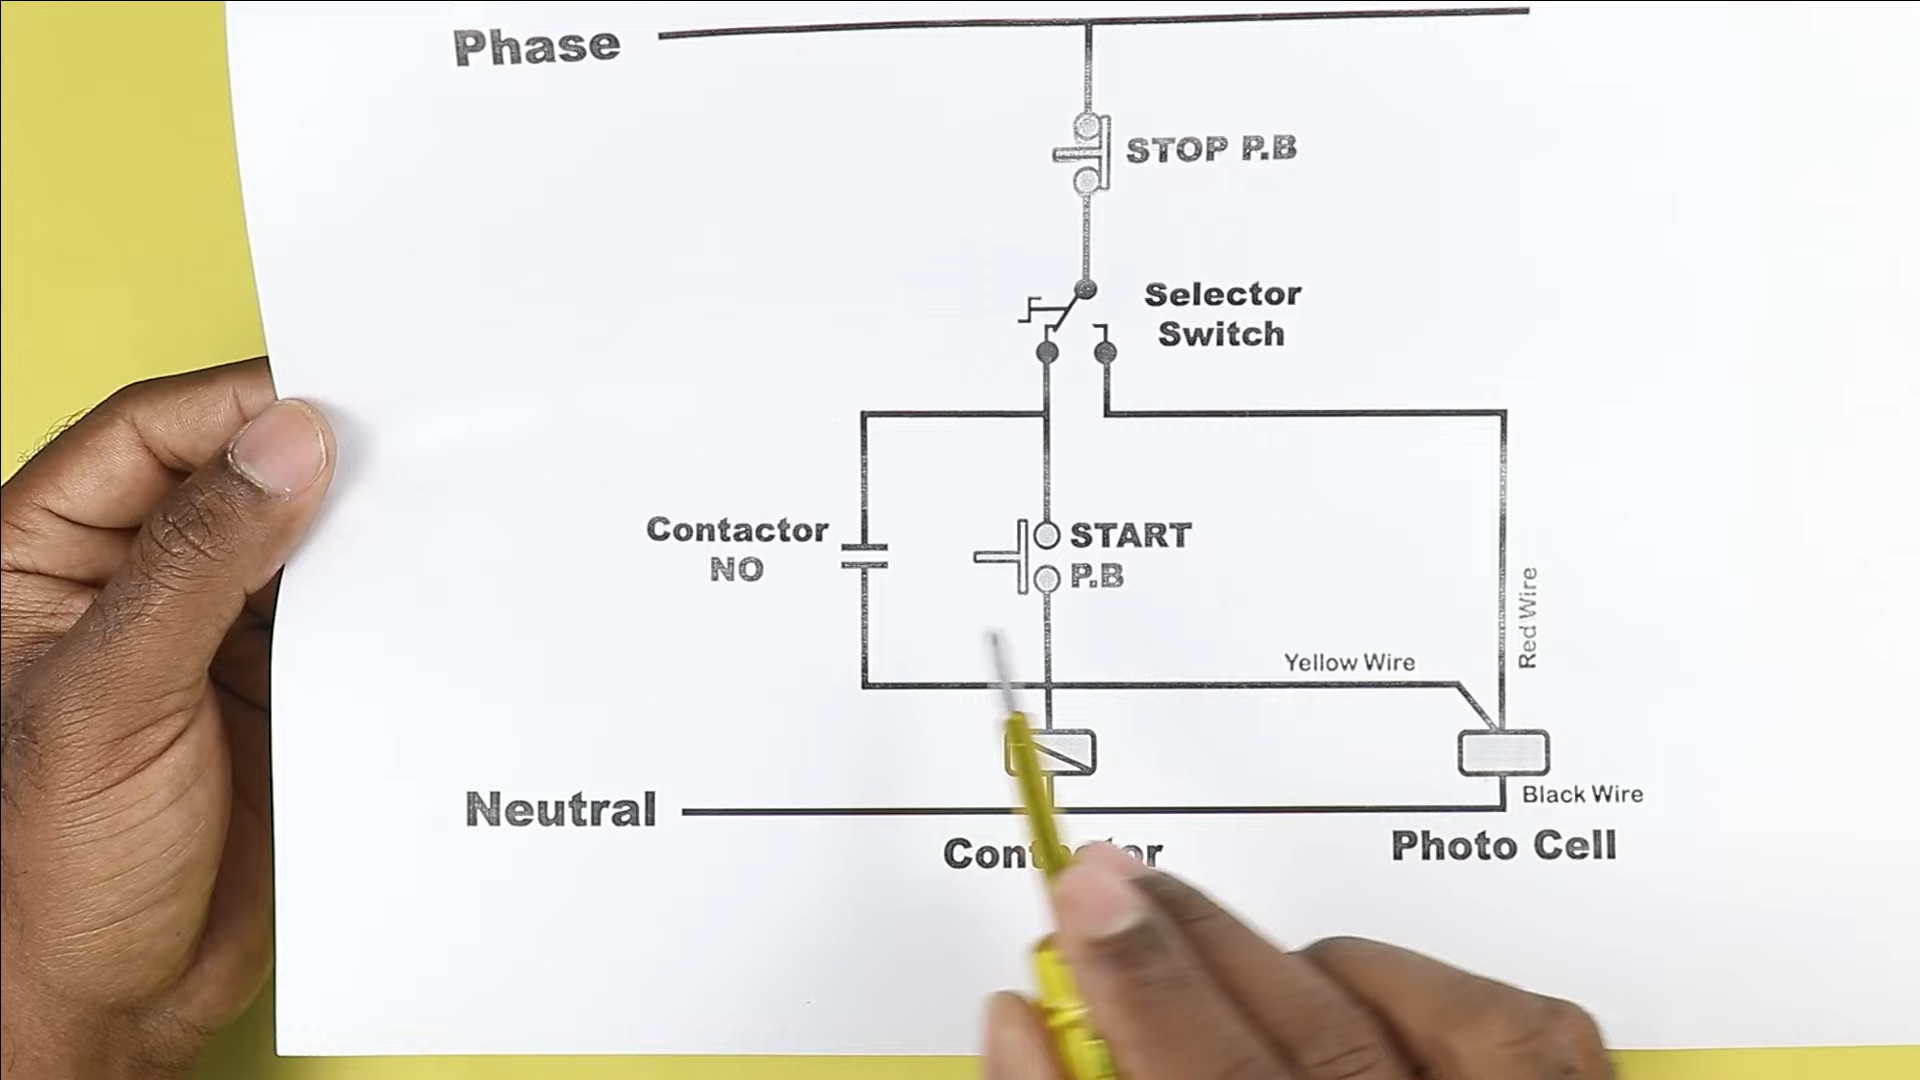 Phase
STOP P.B
Selector
Switch
Contactor
NO
START
P.B
Yellow Wire
Red Wire
Neutral
Black Wire
Photo Cell